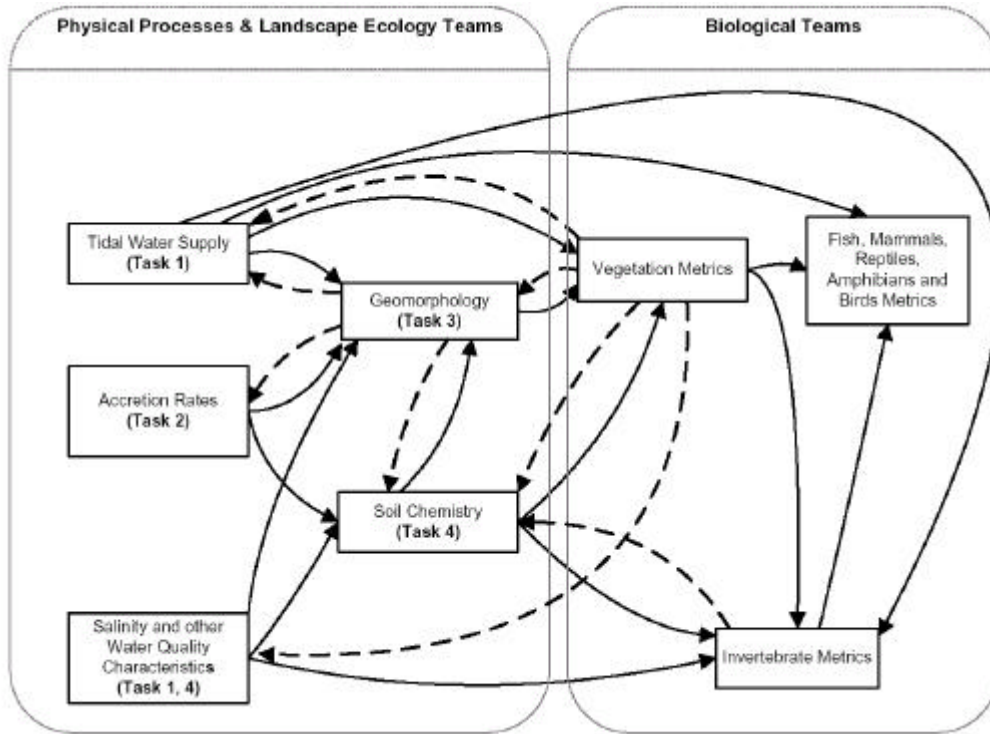 Physical Processes & Landscape Ecology Teams
Biological Teams
Tidal Water Supply
(Task 1)
Geomorphology
(Task 3)
Vegetation Metrics
Fish, Mammals,
Reptiles,
Amphibians and
Birds Metrics
Accretion Rates
(Task 2)
Soil Chemistry
(Task 4)
Salinity and other
Water Quality
Characteristics
(Task 1, 4)
Invertebrate Metrics